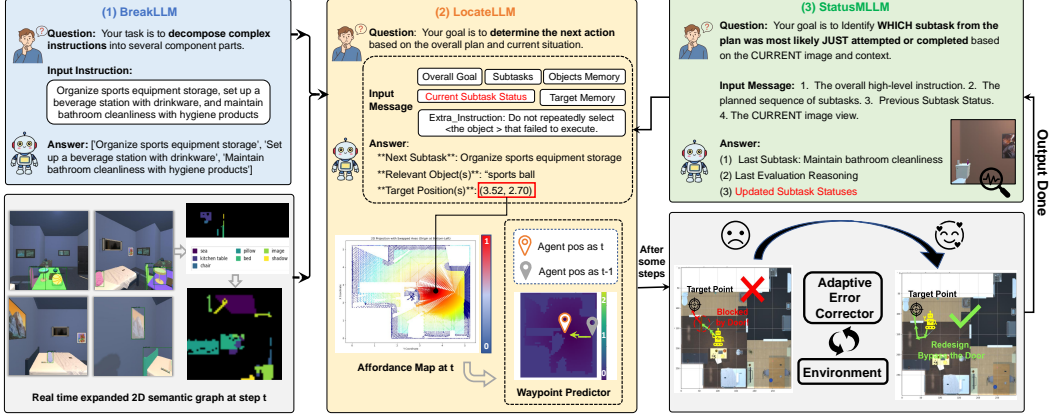 (1) BreakLLM
Question: Your task is to decompose complex
instructions into several component parts.
Input Instruction:
Organize sports equipment storage, set up a
beverage station with drinkware, and maintain
bathroom cleanliness with hygiene products
Answer: ['Organize sports equipment storage', 'Set
up a beverage station with drinkware', 'Maintain
bathroom cleanliness with hygiene products']
sea
pillow
image
kitchen table
bed
shadow
chair
Real time expanded 2D semantic graph at step t
(2) LocateLLM
Question: Your goal is to determine the next action
based on the overall plan and current situation.
Input
Message
Overall Goal
Subtasks
Objects Memory
Current Subtask Status
Target Memory
Extra_Instruction: Do not repeatedly select
<the object > that failed to execute.
Answer:
**Next Subtask**: Organize sports equipment storage
**Relevant Object(s)**: "sports ball
**Target Position(s)**: (3.52, 2.70)
1
0
Affordance Map at t
Agent pos as t
Agent pos as t-1
2
1
0
Waypoint Predictor
After
some
steps
(3) StatusMLLM
Question: Your goal is to Identify WHICH subtask from the
plan was most likely JUST attempted or completed based
on the CURRENT image and context.
Input Message: 1. The overall high-level instruction. 2. The
planned sequence of subtasks. 3. Previous Subtask Status.
4. The CURRENT image view.
Answer:
(1) Last Subtask: Maintain bathroom cleanliness
(2) Last Evaluation Reasoning
(3) Updated Subtask Statuses
Output Done
Target Point
Adaptive
Error
Corrector
Environment
Target Point
Redesign
Bypass the Door